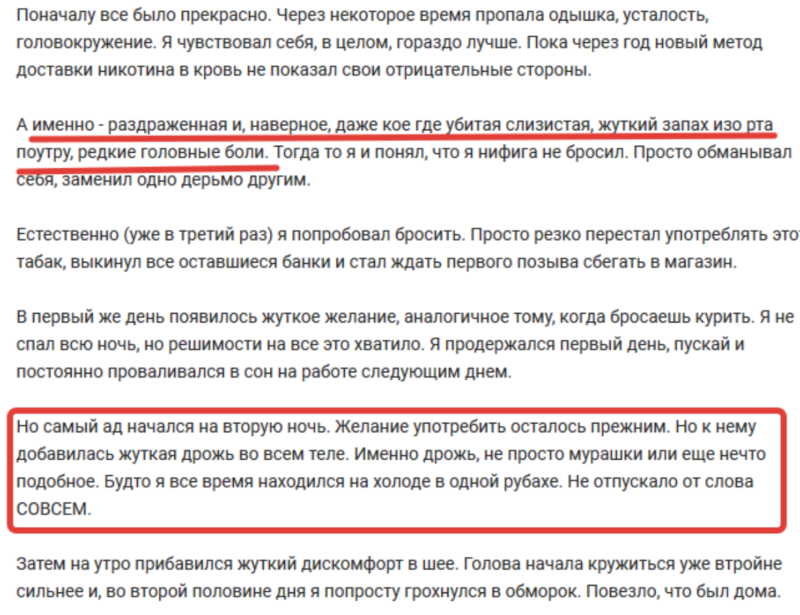 Поначалу все было прекрасно. Через некоторое время пропала одышка, усталость,
головокружение. Я чувствовал себя, в целом, гораздо лучше. Пока через год новый метод
доставки никотина в кровь не показал свои отрицательные стороны.
А именно - раздраженная и, наверное, даже кое где убитая слизистая, жуткий запах изо рта
поутру, редкие головные боли. Тогда то я и понял, что я нифига не бросил. Просто обманывал
себя, заменил одно дерьмо другим.
Естественно (уже в третий раз) я попробовал бросить. Просто резко перестал употреблять это
табак, выкинул все оставшиеся банки и стал ждать первого позыва сбегать в магазин.
В первый же день появилось жуткое желание, аналогичное тому, когда бросаешь курить. Я не
спал всю ночь, но решимости на все это хватило. Я продержался первый день, пускай и
постоянно проваливался в сон на работе следующим днем.
Но самый ад начался на вторую ночь. Желание употребить осталось прежним. Но к нему
добавилась жуткая дрожь во всем теле. Именно дрожь, не просто мурашки или еще нечто
подобное. Будто я все время находился на холоде в одной рубахе. Не отпускало от слова
СОВСЕМ.
Затем на утро прибавился жуткий дискомфорт в шее. Голова начала кружиться уже втройне
сильнее и, во второй половине дня я попросту грохнулся в обморок. Повезло, что был дома.